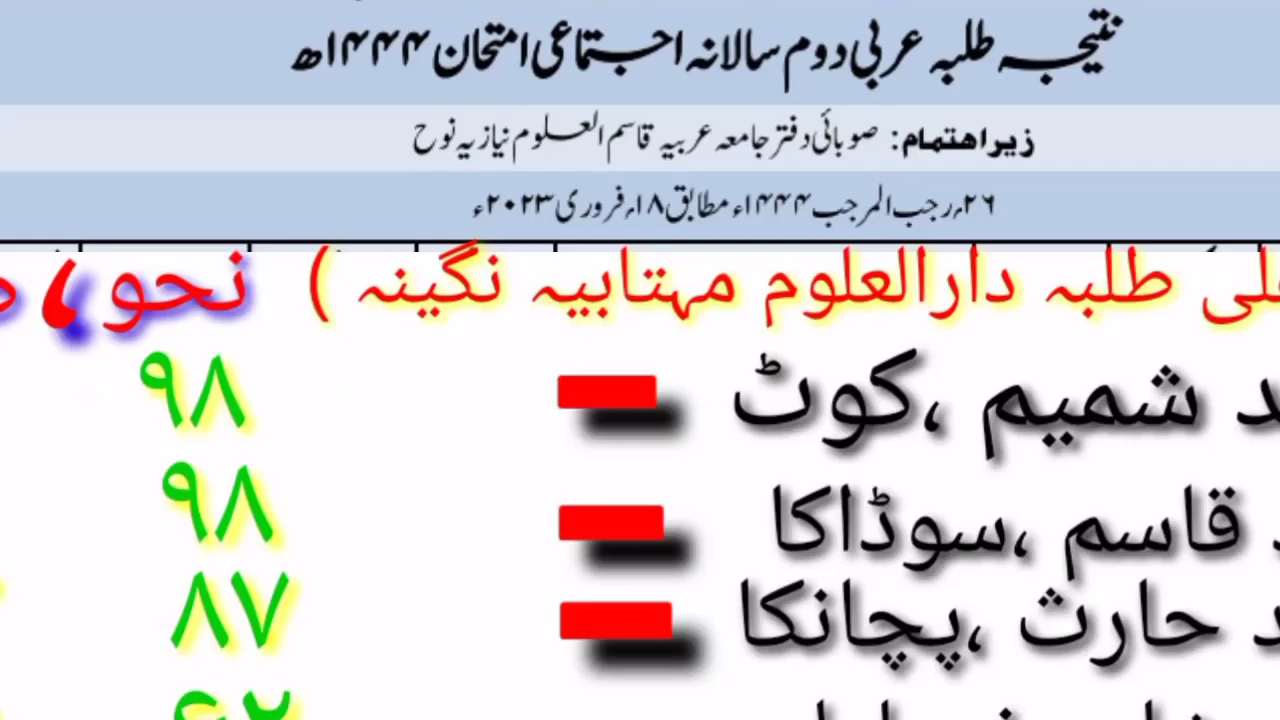 نتیجہ طلبہ عربی دوم سالانہ اجتماعی امتحان ۱۴۴۴ھ
زیر اہتمام: صوبائی دفتر جامعہ عربیہ قاسم العلوم نیازیہ نوح
۲۶؍رجب المرجب ۱۴۴۴ء مطابق ۱۸؍فروری ۲۰۲۳ء
طلبہ دارالعلوم مہتابیہ نگینہ ) نحو،
شمیم ،کوٹ ۹۸
قاسم ،سوڈاکا ۹۸
حارث ،پچانکا ۸۷